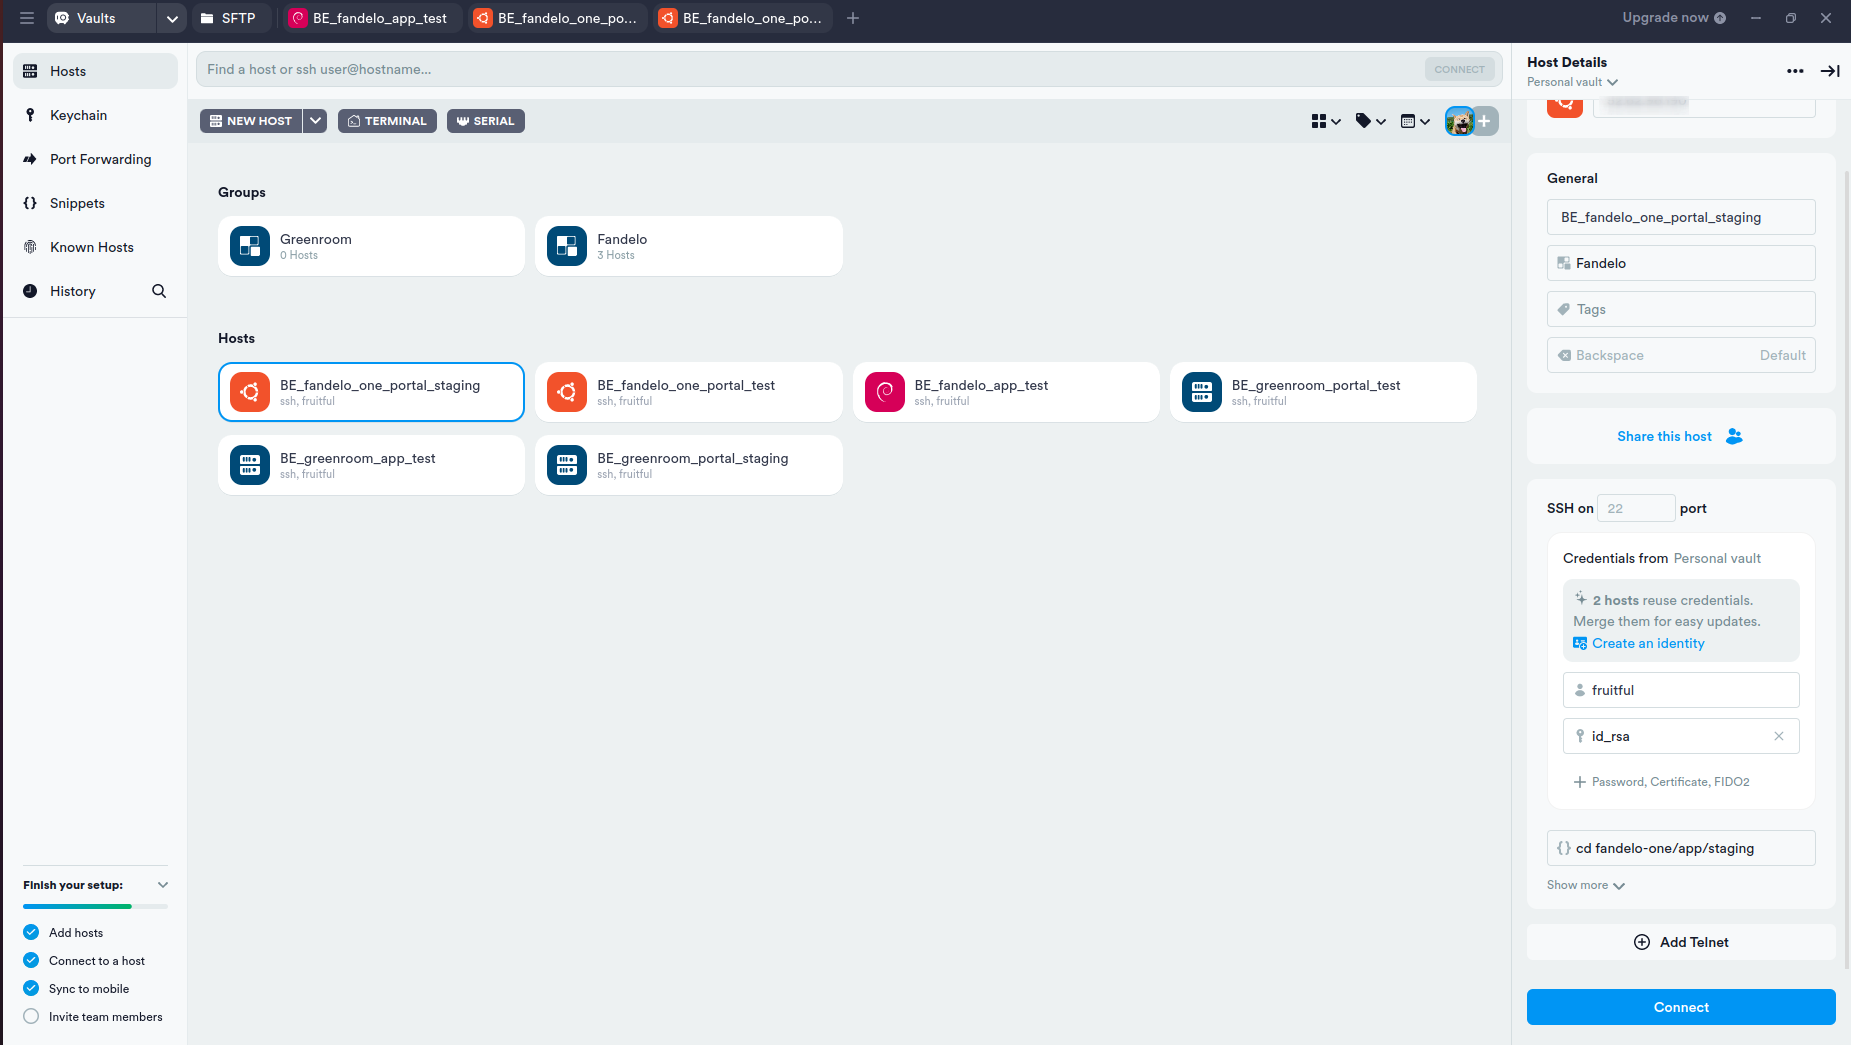 Vaults
SFTP
BE_fandelo_app_test
BE_fandelo_one_po...
BE_fandelo_one_po...
Upgrade now
Hosts
Keychain
Port Forwarding
Snippets
Known Hosts
History
Finish your setup:
Add hosts
Connect to a host
Sync to mobile
Invite team members
Find a host or ssh user@hostname...
CONNECT
NEW HOST
TERMINAL
SERIAL
Groups
Greenroom
0 Hosts
Fandelo
3 Hosts
Hosts
BE_fandelo_one_portal_staging
ssh, fruitful
BE_fandelo_one_portal_test
ssh, fruitful
BE_fandelo_app_test
ssh, fruitful
BE_greenroom_portal_test
ssh, fruitful
BE_greenroom_app_test
ssh, fruitful
BE_greenroom_portal_staging
ssh, fruitful
Host Details
Personal vault
General
BE_fandelo_one_portal_staging
Fandelo
Tags
Backspace Default
Share this host
SSH on 22 port
Credentials from Personal vault
2 hosts reuse credentials.
Merge them for easy updates.
Create an identity
fruitful
id_rsa
Password, Certificate, FIDO2
{} cd fandelo-one/app/staging
Show more
Add Telnet
Connect